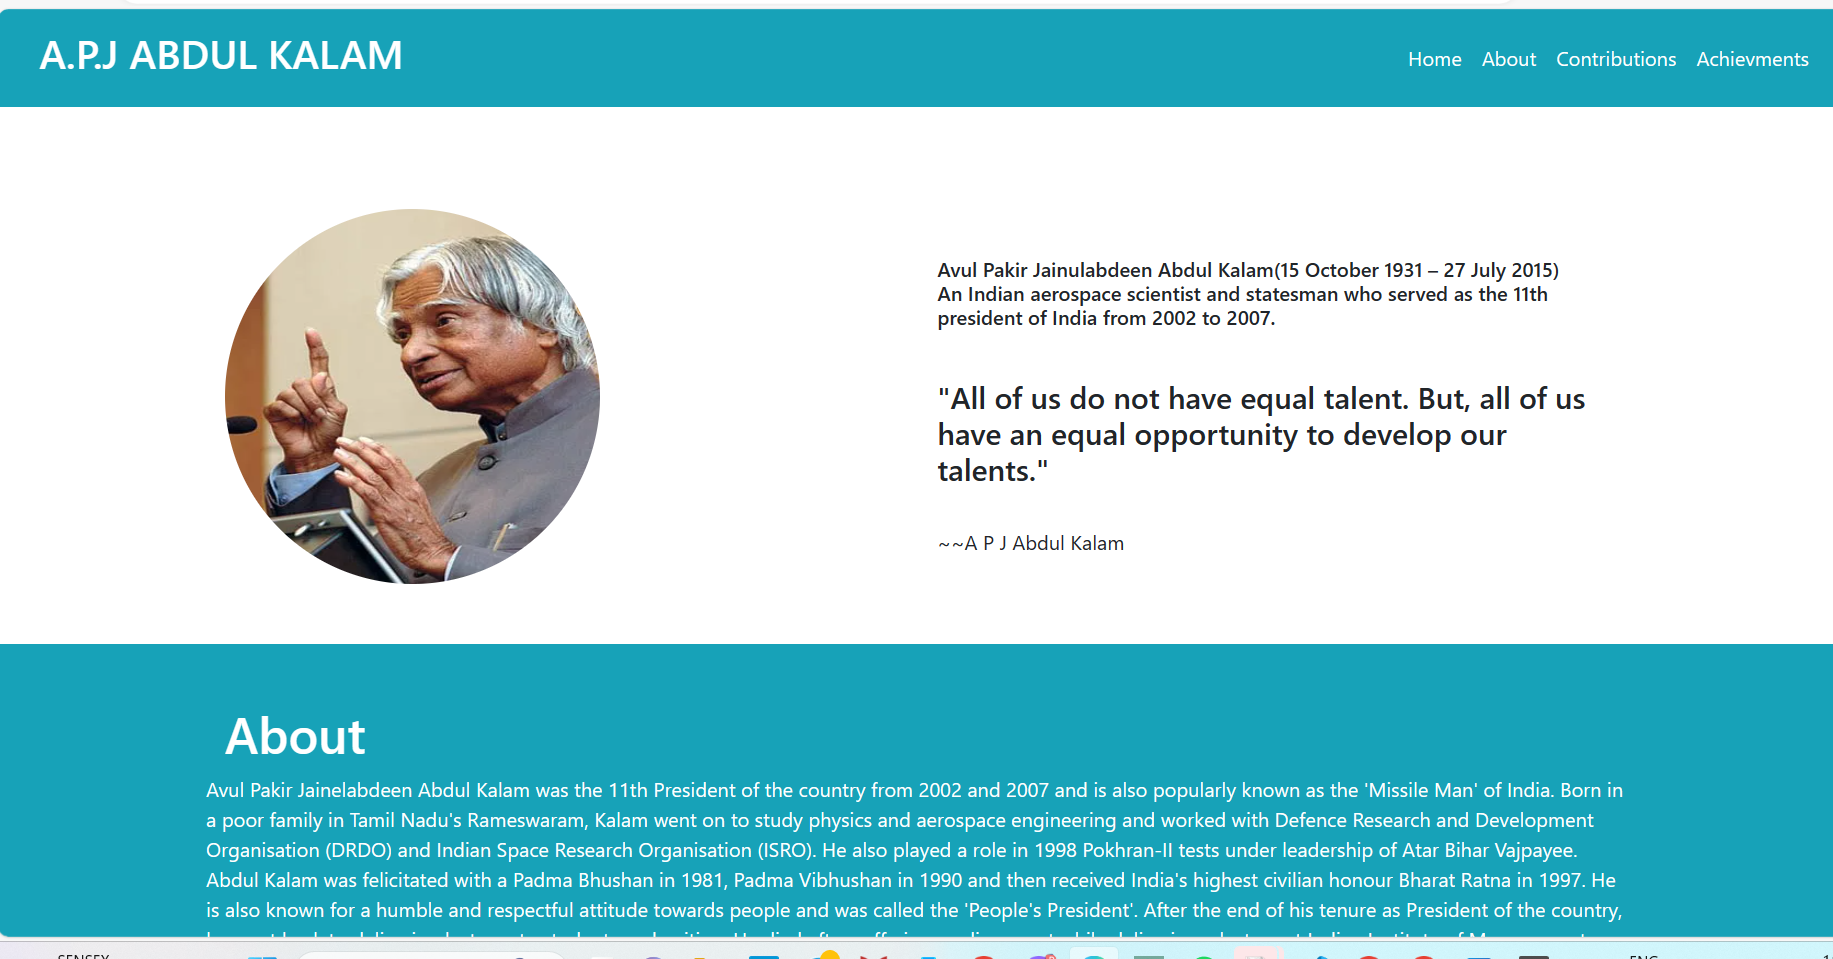 A.P.J ABDUL KALAM
Home About Contributions Achievments
Avul Pakir Jainulabdeen Abdul Kalam(15 October 1931 – 27 July 2015)
An Indian aerospace scientist and statesman who served as the 11th
president of India from 2002 to 2007.
"All of us do not have equal talent. But, all of us
have an equal opportunity to develop our
talents."
~~A P J Abdul Kalam
About
Avul Pakir Jainelabdeen Abdul Kalam was the 11th President of the country from 2002 and 2007 and is also popularly known as the 'Missile Man' of India. Born in
a poor family in Tamil Nadu's Rameswaram, Kalam went on to study physics and aerospace engineering and worked with Defence Research and Development
Organisation (DRDO) and Indian Space Research Organisation (ISRO). He also played a role in 1998 Pokhran-II tests under leadership of Atar Bihar Vajpayee.
Abdul Kalam was felicitated with a Padma Bhushan in 1981, Padma Vibhushan in 1990 and then received India's highest civilian honour Bharat Ratna in 1997. He
is also known for a humble and respectful attitude towards people and was called the 'People's President'. After the end of his tenure as President of the country,
SENSEX
ENG